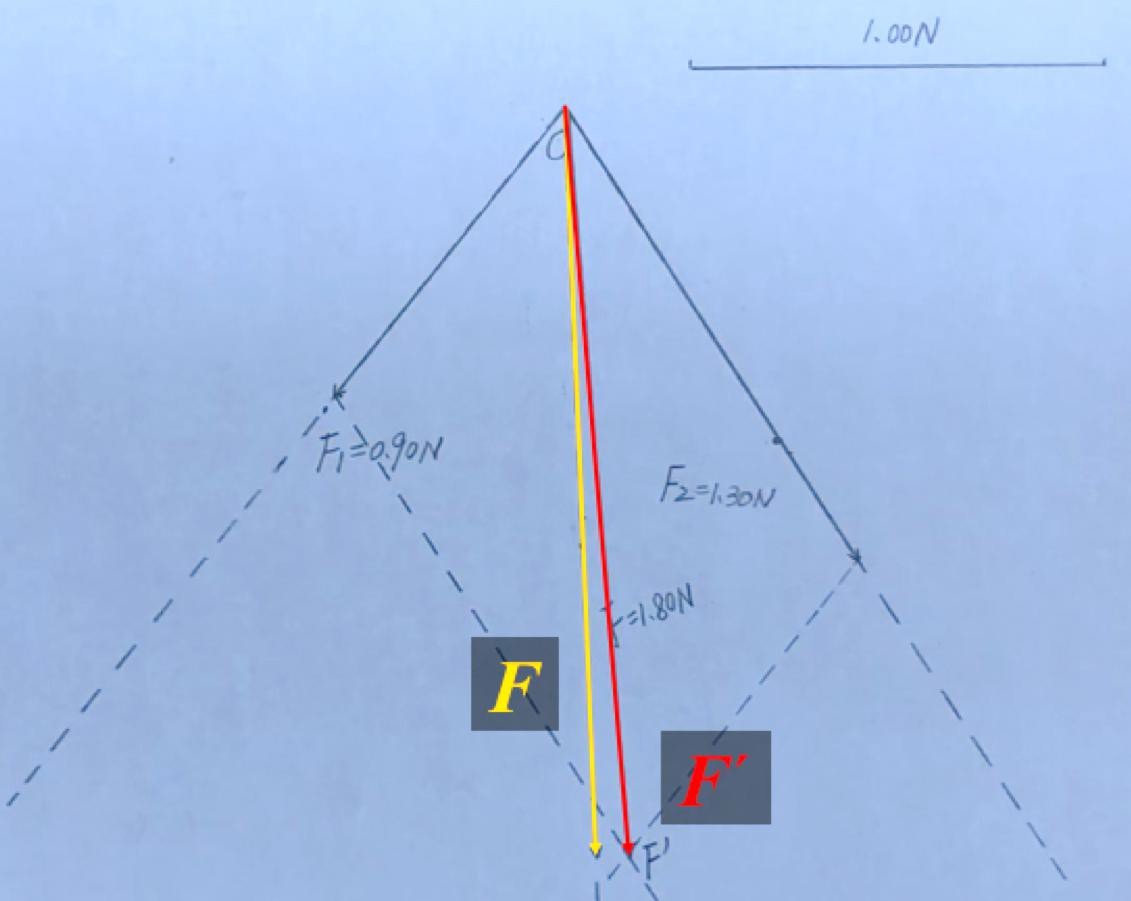 1.00N
O
F₁=0.90N
F₂=1.30N
F=1.80N
F
F′
F'